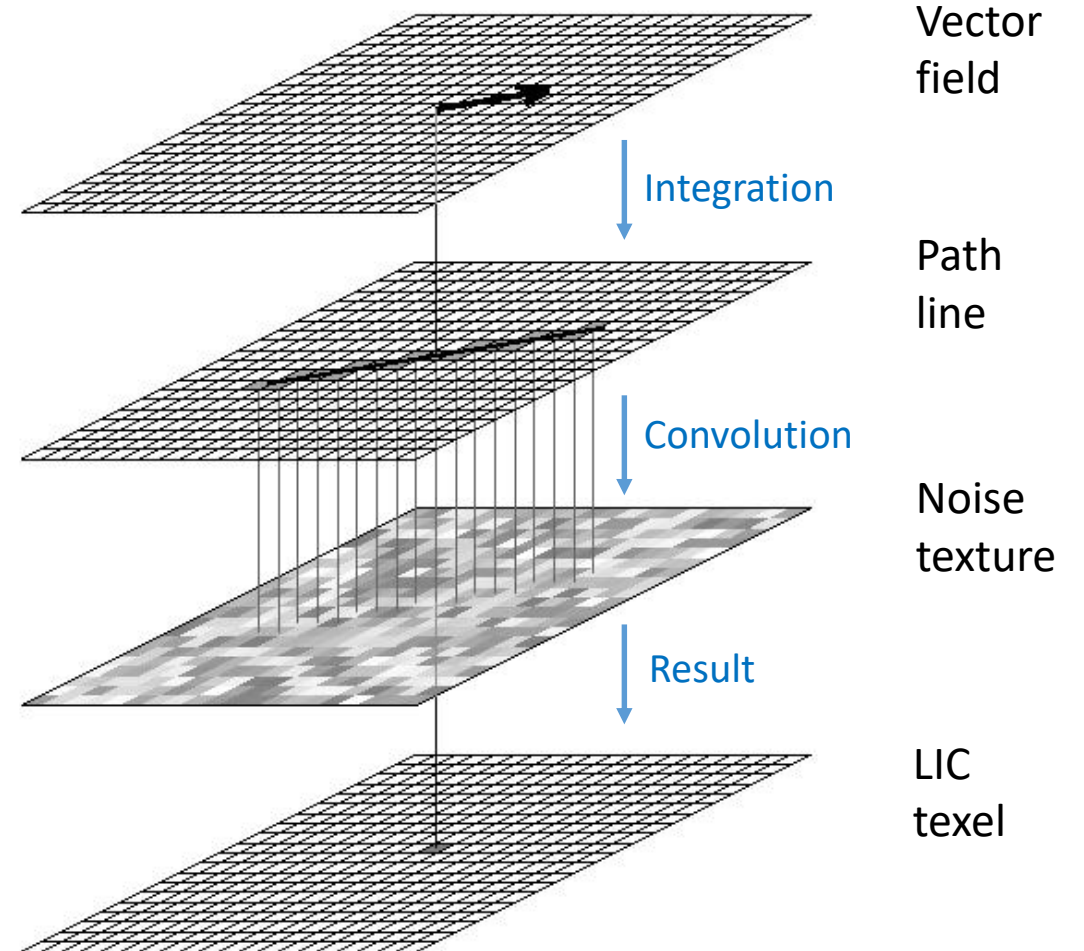 Vector
field
Integration
Path
line
Convolution
Noise
texture
Result
LIC
texel